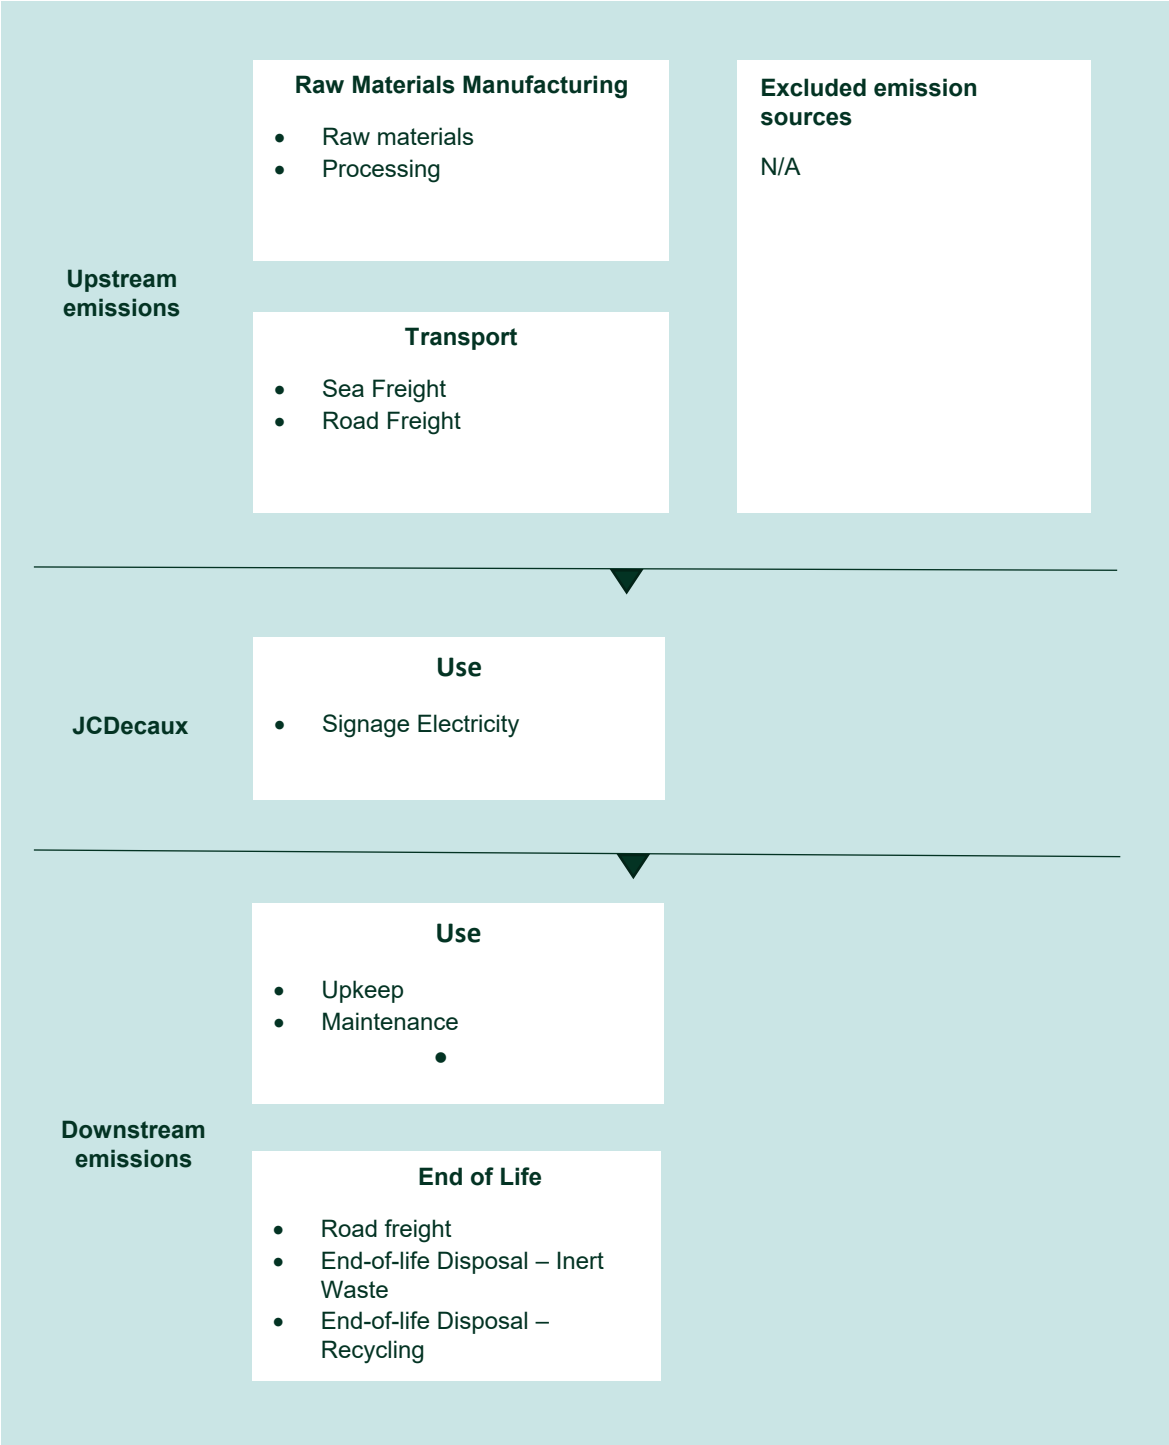 Raw Materials Manufacturing
• Raw materials
• Processing
Excluded emission
sources
N/A
Upstream
emissions
Transport
• Sea Freight
• Road Freight
Use
JCDecaux
• Signage Electricity
Use
• Upkeep
• Maintenance
•
Downstream
emissions
End of Life
• Road freight
• End-of-life Disposal – Inert
Waste
• End-of-life Disposal –
Recycling